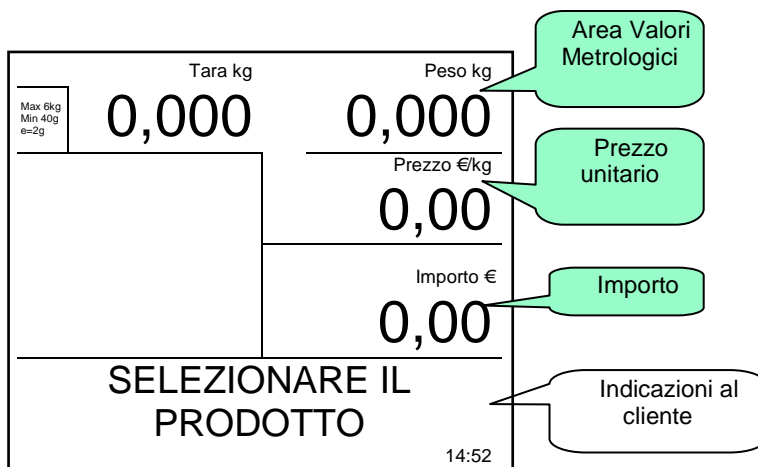 Tara kg
Peso kg
Max 6kg
Min 40g
e=2g
0,000
0,000
Prezzo €/kg
0,00
Importo €
0,00
SELEZIONARE IL
PRODOTTO
14:52
Area Valori
Metrologici
Prezzo
unitario
Importo
Indicazioni al
cliente